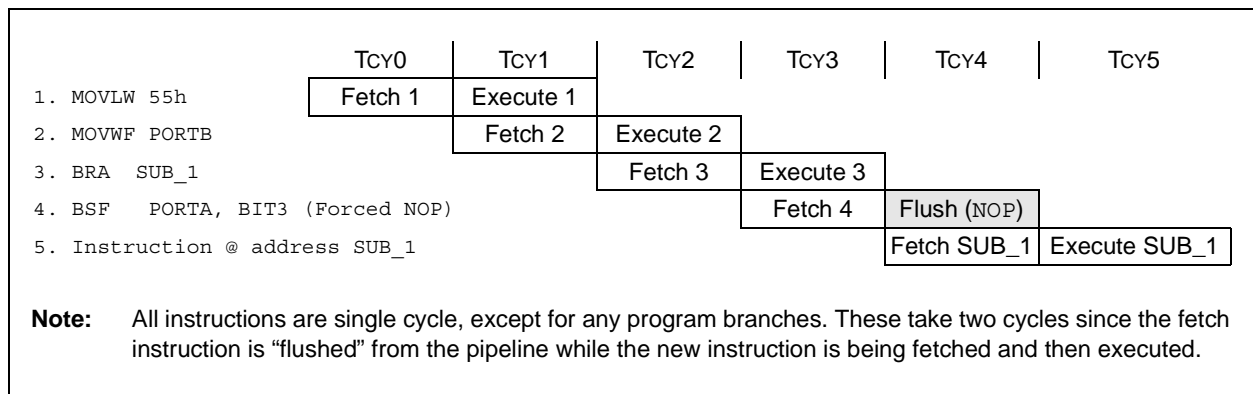 TCY0 TCY1 TCY2 TCY3 TCY4 TCY5
1. MOVLW 55h Fetch 1 Execute 1
2. MOVWF PORTB Fetch 2 Execute 2
3. BRA SUB_1 Fetch 3 Execute 3
4. BSF PORTA, BIT3 (Forced NOP) Fetch 4 Flush (NOP)
5. Instruction @ address SUB_1 Fetch SUB_1 Execute SUB_1
Note: All instructions are single cycle, except for any program branches. These take two cycles since the fetch
instruction is “flushed” from the pipeline while the new instruction is being fetched and then executed.